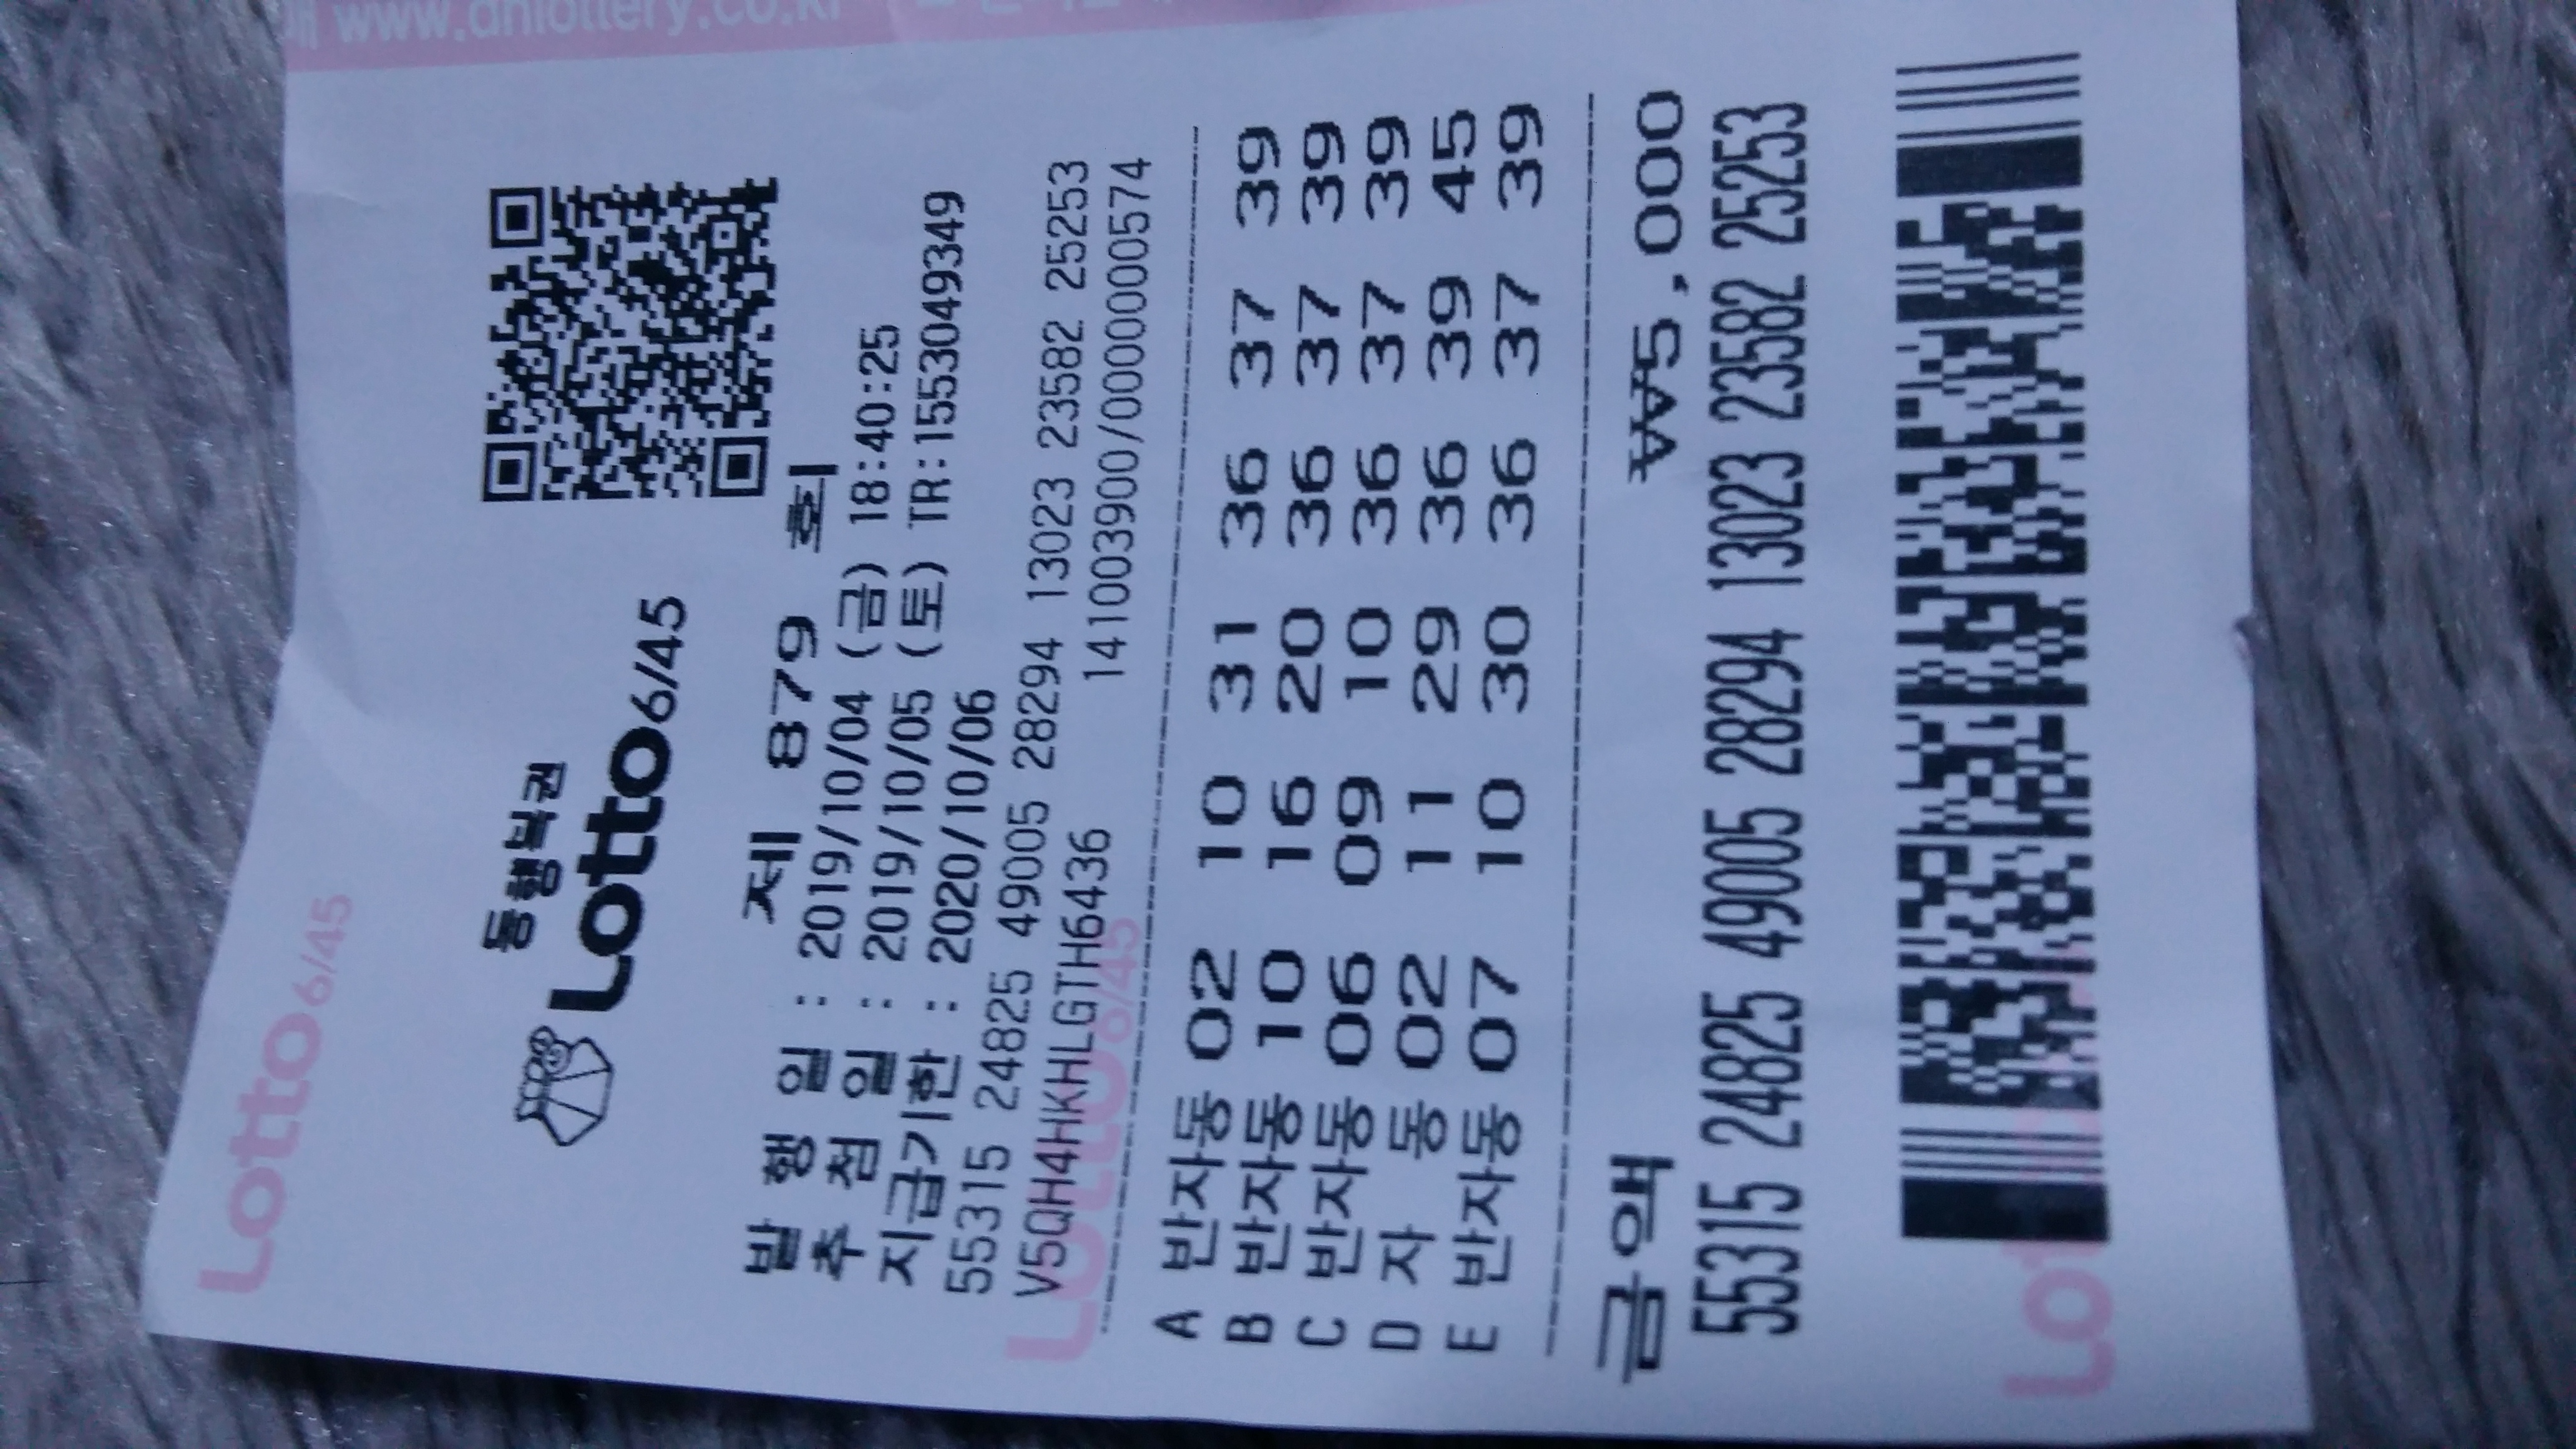 Lotto6/45
www.dhlottery.co.kr
동행복권
Lotto6/45
제 879 회
발 행 일 : 2019/10/04 (금) 18:40:25
추 첨 일 : 2019/10/05 (토) TR:1553049349
지급기한 : 2020/10/06
55315 24825 49005 28294 13023 23582 25253
V5QH4HKHLGTH6436 141003900/0000000574
Lotto6/45
A 반자동 02 10 31 36 37 39
B 반자동 10 16 20 36 37 39
C 반자동 06 09 10 36 37 39
D 자 동 02 11 29 36 39 45
E 반자동 07 10 30 36 37 39
금액 ₩5,000
55315 24825 49005 28294 13023 23582 25253
Lot